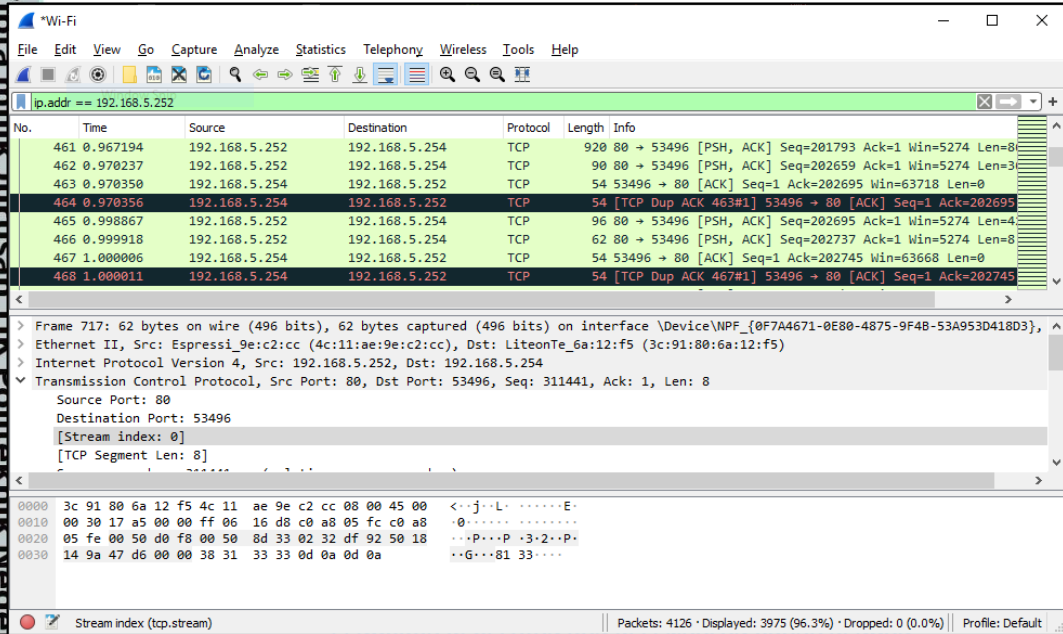 *Wi-Fi
File Edit View Go Capture Analyze Statistics Telephony Wireless Tools Help
ip.addr == 192.168.5.252
No. Time Source Destination Protocol Length Info
461 0.967194 192.168.5.252 192.168.5.254 TCP 920 80 → 53496 [PSH, ACK] Seq=201793 Ack=1 Win=5274
462 0.970237 192.168.5.252 192.168.5.254 TCP 90 80 → 53496 [PSH, ACK] Seq=202659 Ack=1 Win=5274
463 0.970350 192.168.5.254 192.168.5.252 TCP 54 53496 → 80 [ACK] Seq=1 Ack=202695 Win=63718 Len=0
464 0.970356 192.168.5.254 192.168.5.252 TCP 54 [TCP Dup ACK 463#1] 53496 → 80 [ACK] Seq=1 Ack=202695
465 0.998867 192.168.5.252 192.168.5.254 TCP 96 80 → 53496 [PSH, ACK] Seq=202695 Ack=1 Win=5274
466 0.999918 192.168.5.252 192.168.5.254 TCP 62 80 → 53496 [PSH, ACK] Seq=202737 Ack=1 Win=5274 Len=8
467 1.000006 192.168.5.254 192.168.5.252 TCP 54 53496 → 80 [ACK] Seq=1 Ack=202745 Win=63668 Len=0
468 1.000011 192.168.5.254 192.168.5.252 TCP 54 [TCP Dup ACK 467#1] 53496 → 80 [ACK] Seq=1 Ack=202745
Frame 717: 62 bytes on wire (496 bits), 62 bytes captured (496 bits) on interface \Device\NPF_{0F7A4671-0E80-4875-9F4B-53A953D418D3},
Ethernet II, Src: Espressi_9e:c2:cc (4c:11:ae:9e:c2:cc), Dst: LiteonTe_6a:12:f5 (3c:91:80:6a:12:f5)
Internet Protocol Version 4, Src: 192.168.5.252, Dst: 192.168.5.254
Transmission Control Protocol, Src Port: 80, Dst Port: 53496, Seq: 311441, Ack: 1, Len: 8
Source Port: 80
Destination Port: 53496
[Stream index: 0]
[TCP Segment Len: 8]
0000 3c 91 80 6a 12 f5 4c 11 ae 9e c2 cc 08 00 45 00 <··j··L· ······E·
0010 00 30 17 a5 00 00 ff 06 16 d8 c0 a8 05 fc c0 a8 ·0······ ········
0020 05 fe 00 50 d0 f8 00 50 8d 33 02 32 df 92 50 18 ···P···P ·3·2··P·
0030 14 9a 47 d6 00 00 38 31 33 33 0d 0a 0d 0a ··G···81 33····
Stream index (tcp.stream) Packets: 4126 · Displayed: 3975 (96.3%) · Dropped: 0 (0.0%) Profile: Default